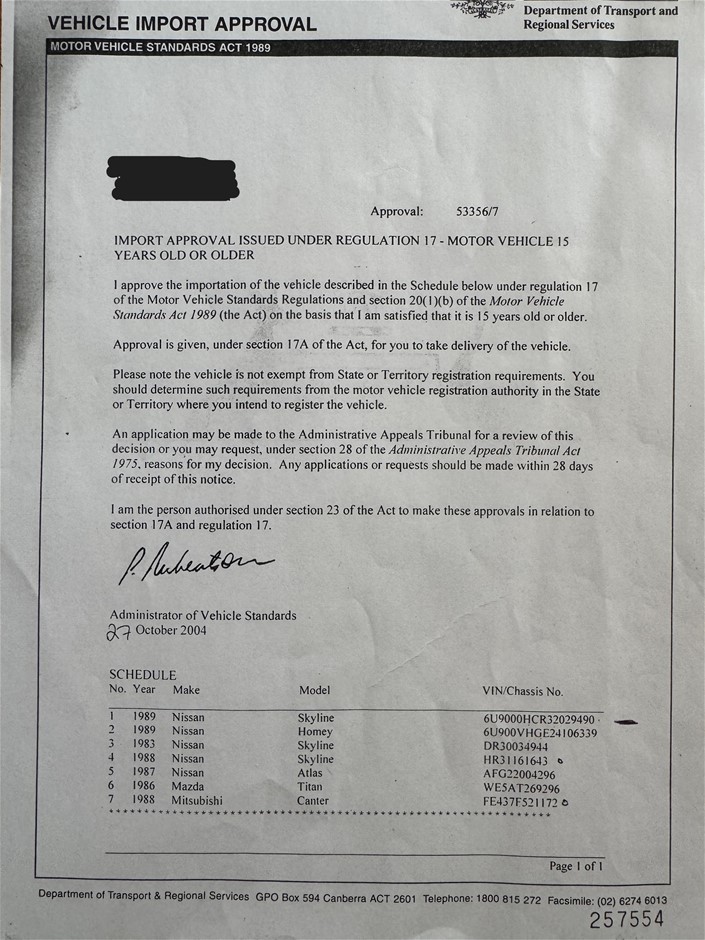 VEHICLE IMPORT APPROVAL
Department of Transport and
Regional Services
MOTOR VEHICLE STANDARDS ACT 1989
Approval: 53356/7
IMPORT APPROVAL ISSUED UNDER REGULATION 17 - MOTOR VEHICLE 15
YEARS OLD OR OLDER
I approve the importation of the vehicle described in the Schedule below under regulation 17
of the Motor Vehicle Standards Regulations and section 20(1)(b) of the Motor Vehicle
Standards Act 1989 (the Act) on the basis that I am satisfied that it is 15 years old or older.
Approval is given, under section 17A of the Act, for you to take delivery of the vehicle.
Please note the vehicle is not exempt from State or Territory registration requirements. You
should determine such requirements from the motor vehicle registration authority in the State
or Territory where you intend to register the vehicle.
An application may be made to the Administrative Appeals Tribunal for a review of this
decision or you may request, under section 28 of the Administrative Appeals Tribunal Act
1975, reasons for my decision. Any applications or requests should be made within 28 days
of receipt of this notice.
I am the person authorised under section 23 of the Act to make these approvals in relation to
section 17A and regulation 17.
Administrator of Vehicle Standards
27 October 2004
SCHEDULE
No. Year Make Model VIN/Chassis No.
1 1989 Nissan Skyline 6U9000HCR32029490
2 1989 Nissan Homey 6U900VHGE24106339
3 1983 Nissan Skyline DR30034944
4 1988 Nissan Skyline HR31161643
5 1987 Nissan Atlas AFG22004296
6 1986 Mazda Titan WE5AT269296
7 1988 Mitsubishi Canter FE437F521172
Page 1 of 1
Department of Transport & Regional Services GPO Box 594 Canberra ACT 2601 Telephone: 1800 815 272 Facsimile: (02) 6274 6013
257554